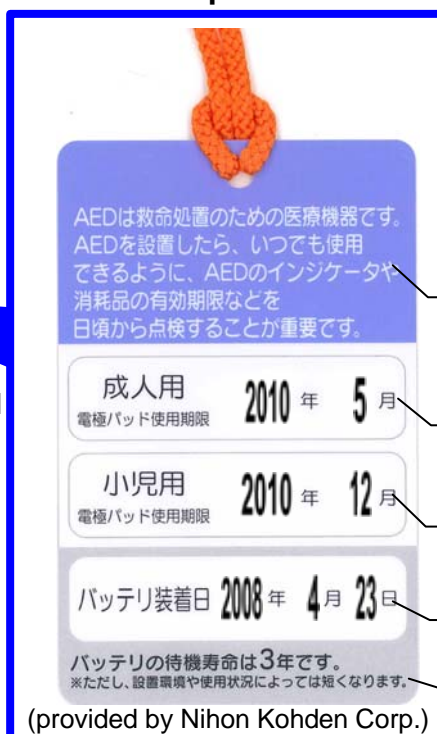 AEDは救命処置のための医療機器です。
AEDを設置したら、いつでも使用
できるように、AEDのインジケータや
消耗品の有効期限などを
日頃から点検することが重要です。
成人用
電極パッド使用期限 2010 年 5 月
小児用
電極パッド使用期限 2010 年 12 月
バッテリ装着日 2008 年 4 月 23 日
バッテリの待機寿命は3年です。
※ただし、設置環境や使用状況によっては短くなります。
(provided by Nihon Kohden Corp.)